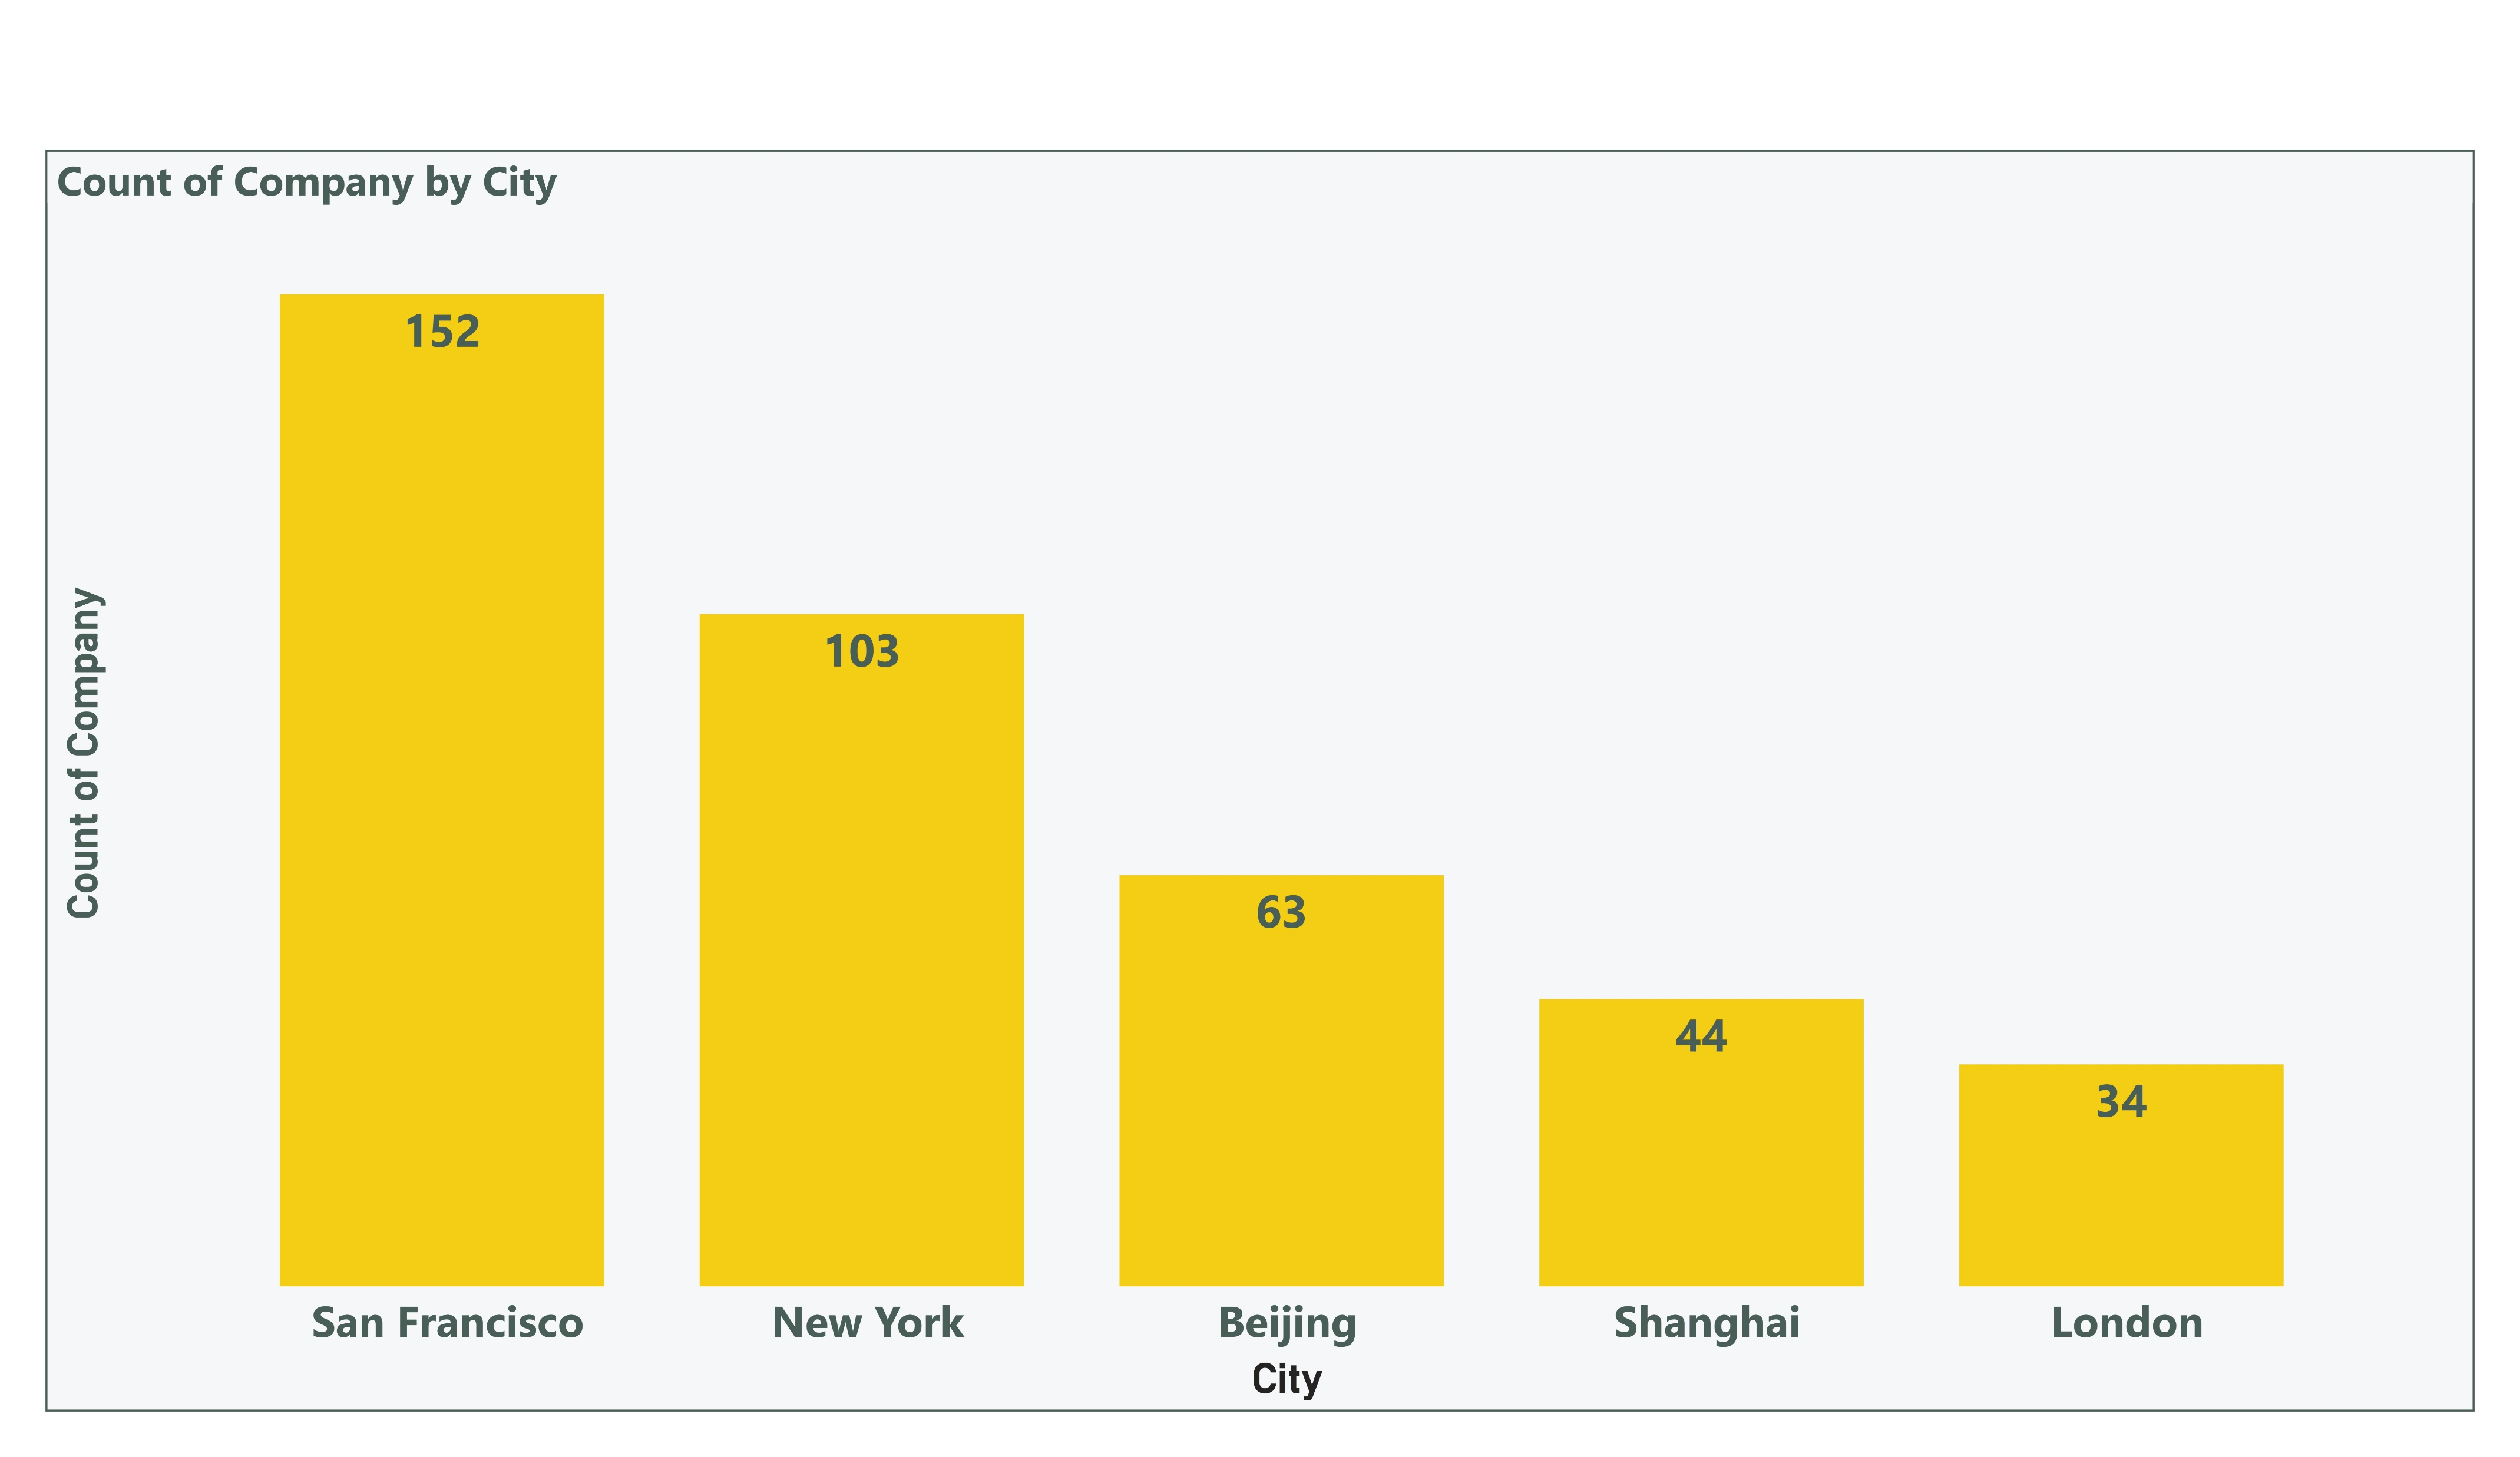 Count of Company by City
Count of Company
152
103
63
44
34
San Francisco
New York
Beijing
Shanghai
London
City